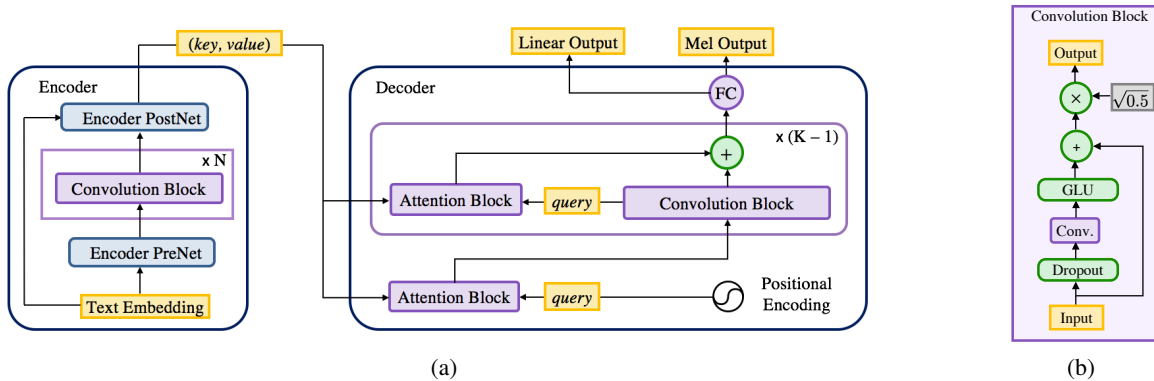 (key, value)
Linear Output
Mel Output
Encoder
Encoder PostNet
x N
Convolution Block
Encoder PreNet
Text Embedding
Decoder
FC
x (K – 1)
+
Attention Block
query
Convolution Block
Attention Block
query
Positional
Encoding
(a)
Convolution Block
Output
×
√0.5
+
GLU
Conv.
Dropout
Input
(b)